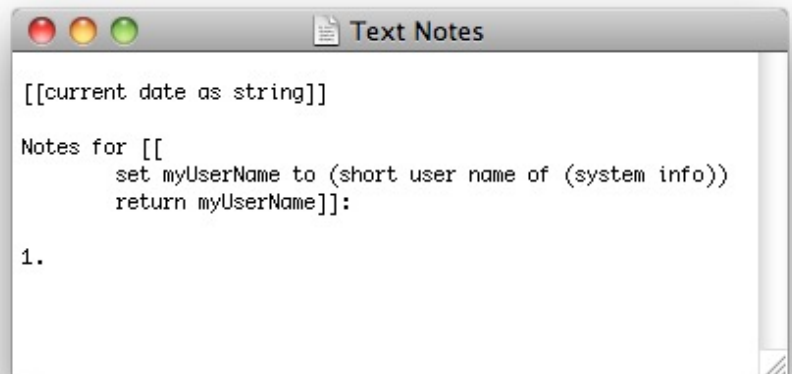 Text Notes
[[current date as string]]
Notes for [[
set myUserName to (short user name of (system info))
return myUserName]]:
1.